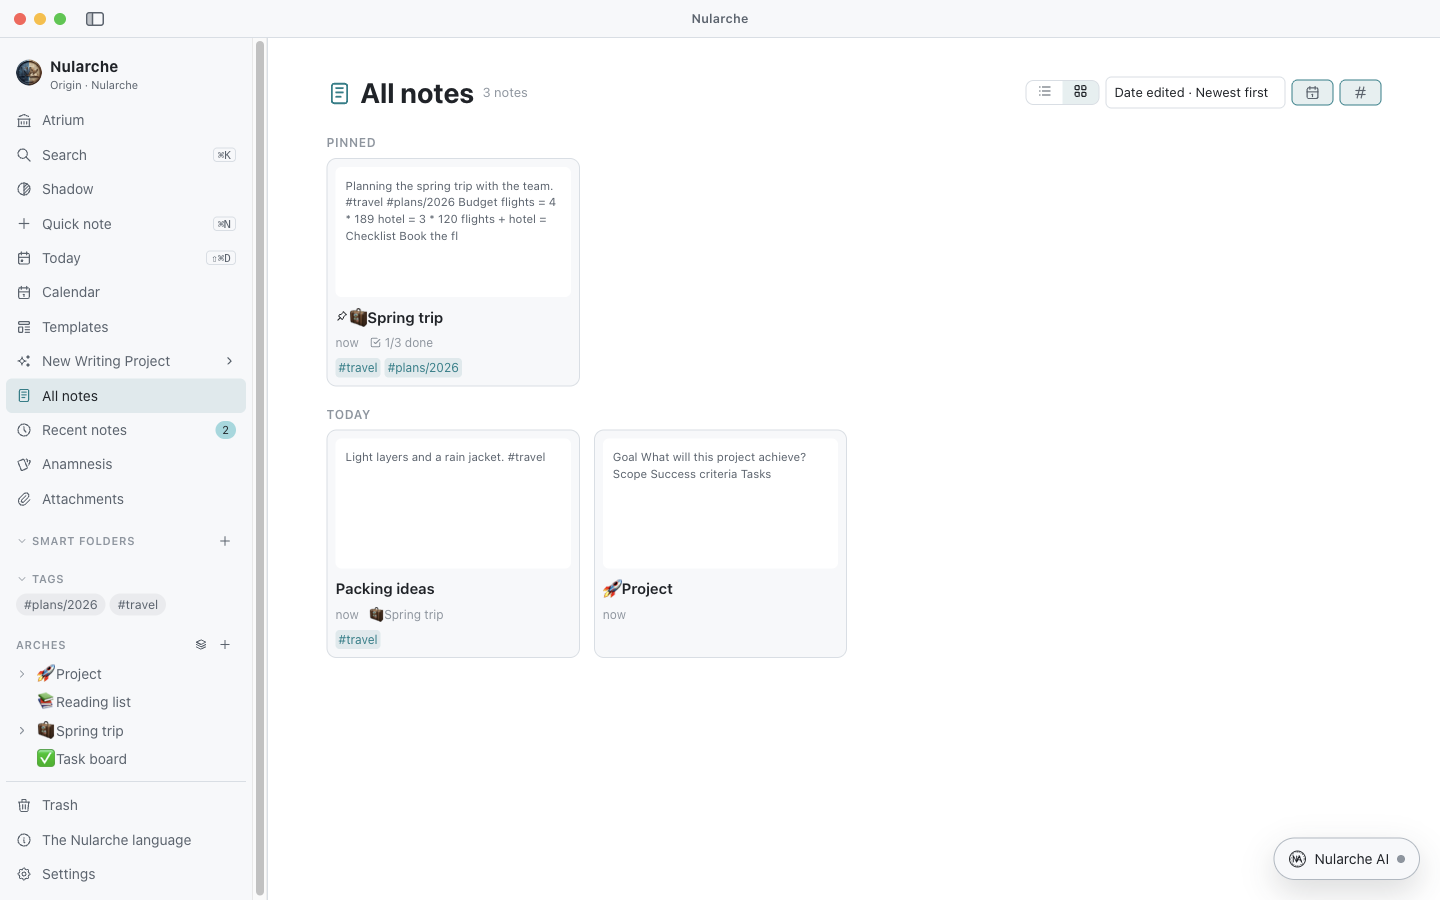 Nularche
Nularche
Origin · Nularche
Atrium
Search ⌘K
Shadow
Quick note ⌘N
Today ⇧⌘D
Calendar
Templates
New Writing Project
All notes
Recent notes 2
Anamnesis
Attachments
SMART FOLDERS
TAGS
#plans/2026 #travel
ARCHES
Project
Reading list
Spring trip
Task board
Trash
The Nularche language
Settings
All notes 3 notes
Date edited · Newest first
#
PINNED
Planning the spring trip with the team.
#travel #plans/2026 Budget flights = 4
* 189 hotel = 3 * 120 flights + hotel =
Checklist Book the fl
Spring trip
now 1/3 done
#travel #plans/2026
TODAY
Light layers and a rain jacket. #travel
Packing ideas
now Spring trip
#travel
Goal What will this project achieve?
Scope Success criteria Tasks
Project
now
Nularche AI